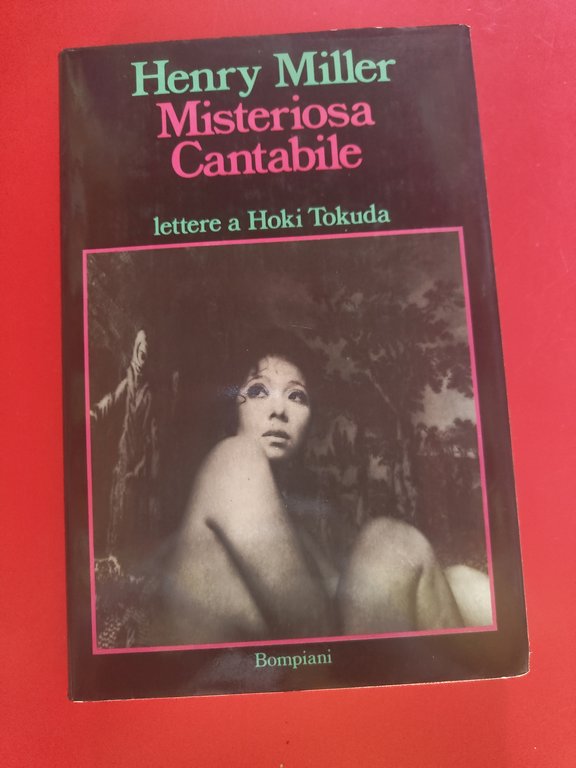 Henry Miller
Misteriosa
Cantabile
lettere a Hoki Tokuda
Bompiani